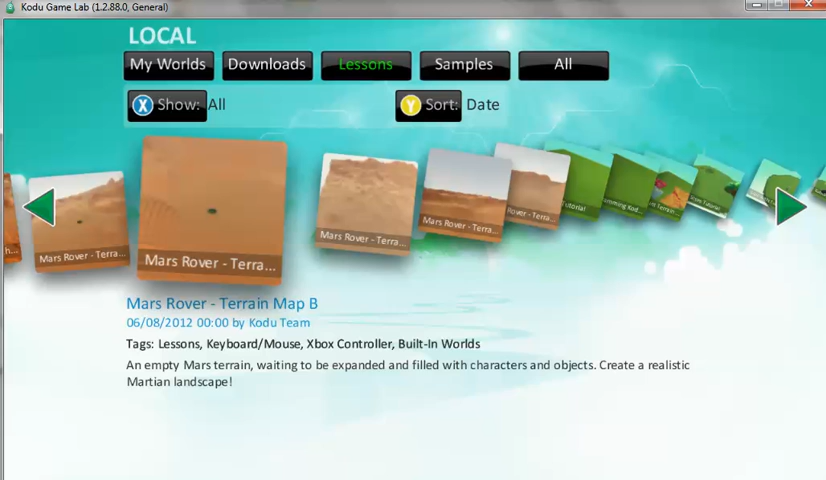 Kodu Game Lab (1.2.88.0, General)
LOCAL
My Worlds
Downloads
Lessons
Samples
All
X Show: All
Y Sort: Date
h...
Mars Rover - Terra...
Mars Rover - Terra...
Mars Rover - Terra...
Mars Rover - Terra...
Rover - Terra...
Tutorial
Mars Rover - Terrain Map B
06/08/2012 00:00 by Kodu Team
Tags: Lessons, Keyboard/Mouse, Xbox Controller, Built-In Worlds
An empty Mars terrain, waiting to be expanded and filled with characters and objects. Create a realistic
Martian landscape!